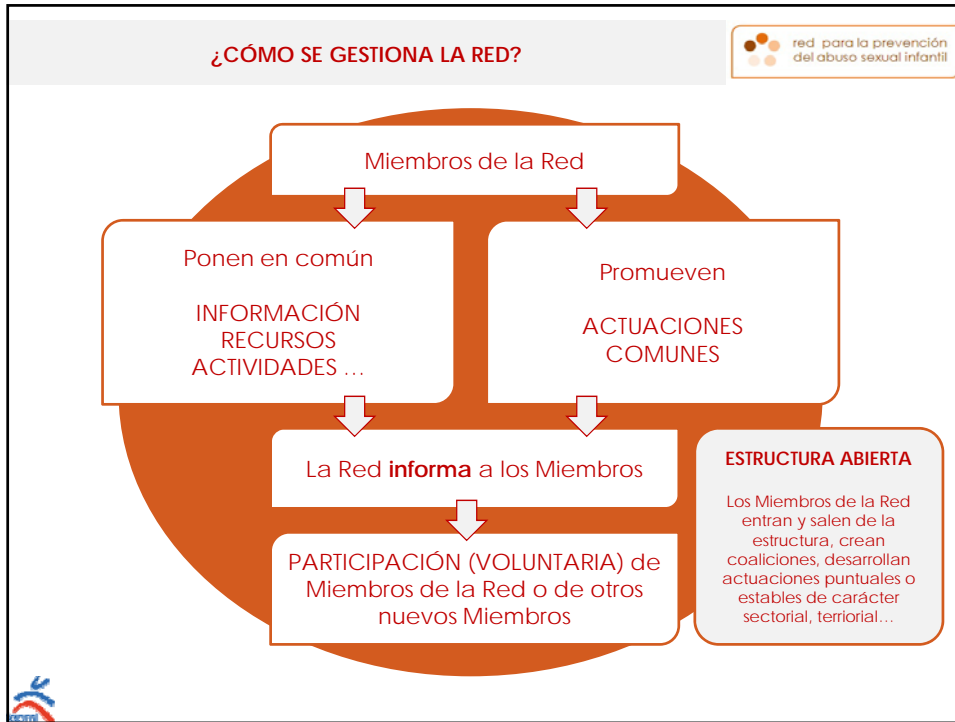 ¿CÓMO SE GESTIONA LA RED?
red para la prevención
del abuso sexual infantil
Miembros de la Red
Ponen en común
INFORMACIÓN
RECURSOS
ACTIVIDADES ...
Promueven
ACTUACIONES
COMUNES
La Red informa a los Miembros
PARTICIPACIÓN (VOLUNTARIA) de
Miembros de la Red o de otros
nuevos Miembros
ESTRUCTURA ABIERTA
Los Miembros de la Red
entran y salen de la
estructura, crean
coaliciones, desarrollan
actuaciones puntuales o
estables de carácter
sectorial, terriorial...